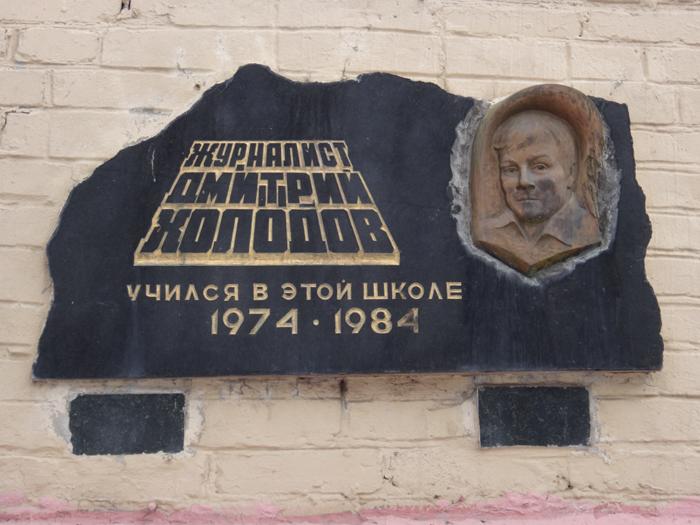 ЖУРНАЛИСТ
ДМИТРИЙ
ХОЛОДОВ
УЧИЛСЯ В ЭТОЙ ШКОЛЕ
1974 · 1984